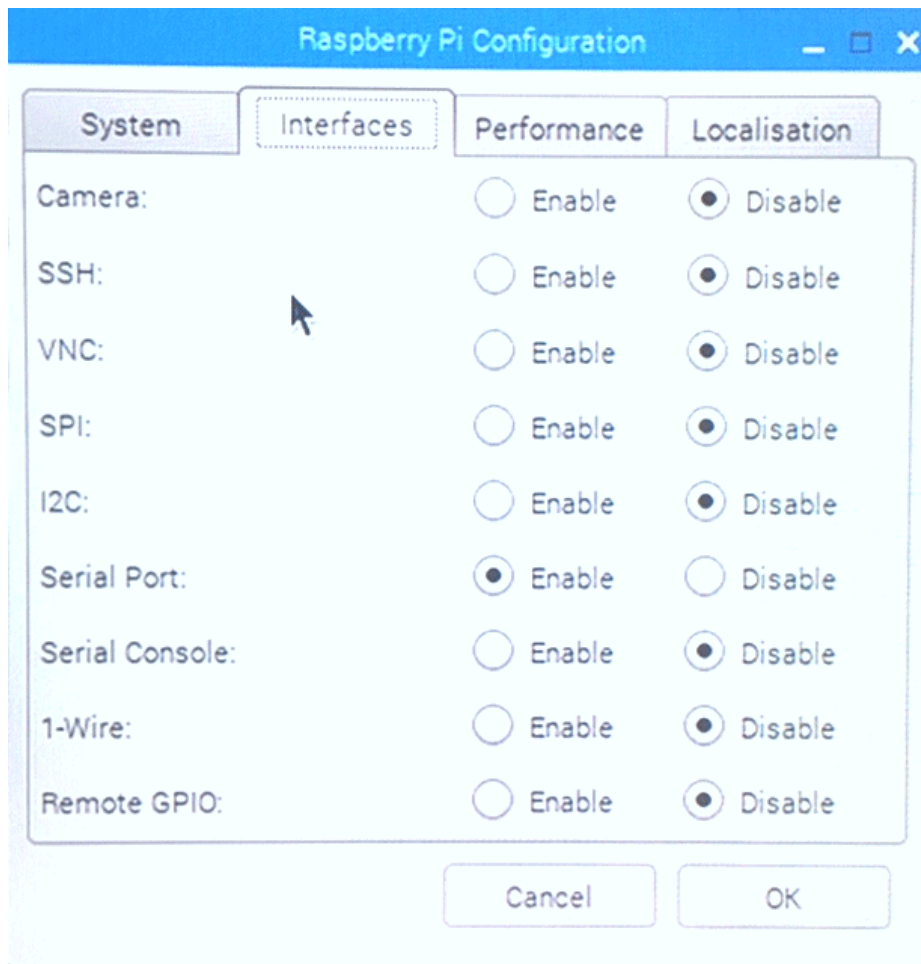 Raspberry Pi Configuration
System Interfaces Performance Localisation
Camera: Enable Disable
SSH: Enable Disable
VNC: Enable Disable
SPI: Enable Disable
I2C: Enable Disable
Serial Port: Enable Disable
Serial Console: Enable Disable
1-Wire: Enable Disable
Remote GPIO: Enable Disable
Cancel OK